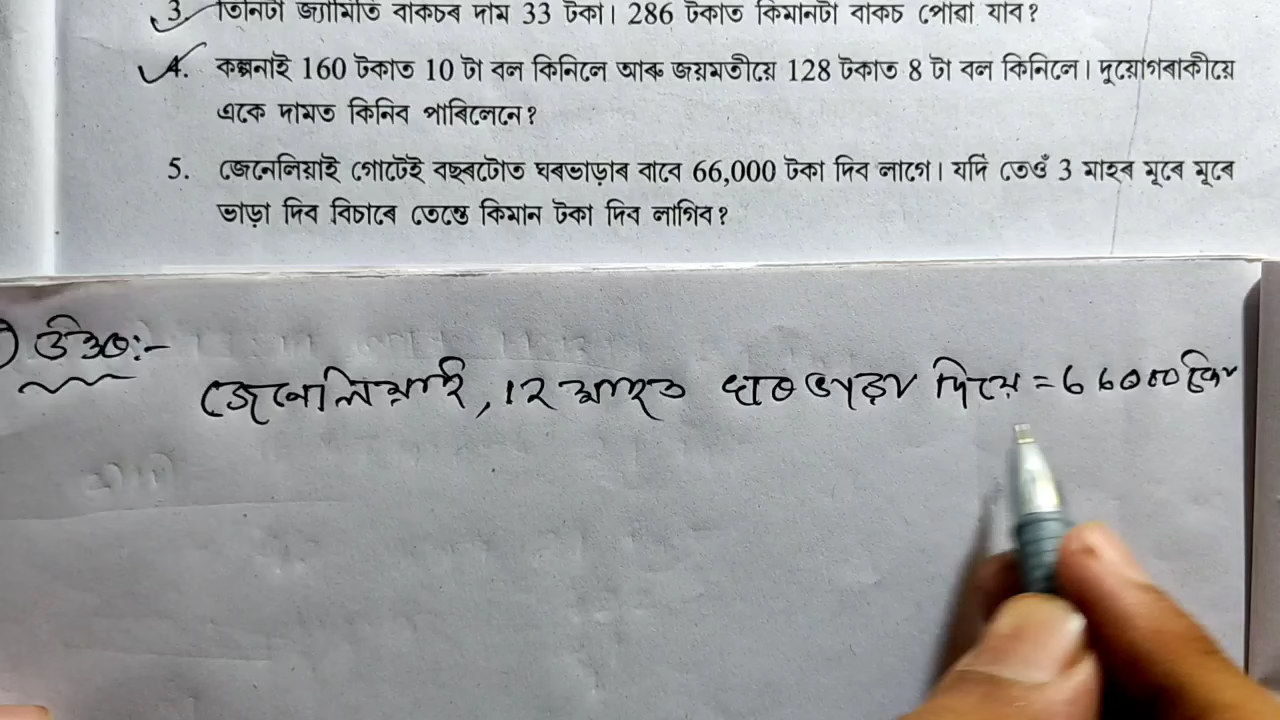 3. তিনিটা জ্যামিতি বাকচৰ দাম 33 টকা। 286 টকাত কিমানটা বাকচ পোৱা যাব?
4. কল্পনাই 160 টকাত 10 টা বল কিনিলে আৰু জয়মতীয়ে 128 টকাত 8 টা বল কিনিলে। দুয়োগৰাকীয়ে
একে দামত কিনিব পাৰিলেনে?
5. জেনেলিয়াই গোটেই বছৰটোত ঘৰভাড়াৰ বাবে 66,000 টকা দিব লাগে। যদি তেওঁ 3 মাহৰ মূৰে মূৰে
ভাড়া দিব বিচাৰে তেন্তে কিমান টকা দিব লাগিব?
) উত্তৰ:-
জেনেলিয়াই, 12 মাহত ঘৰ ভাড়া দিয়ে = 66000 টকা